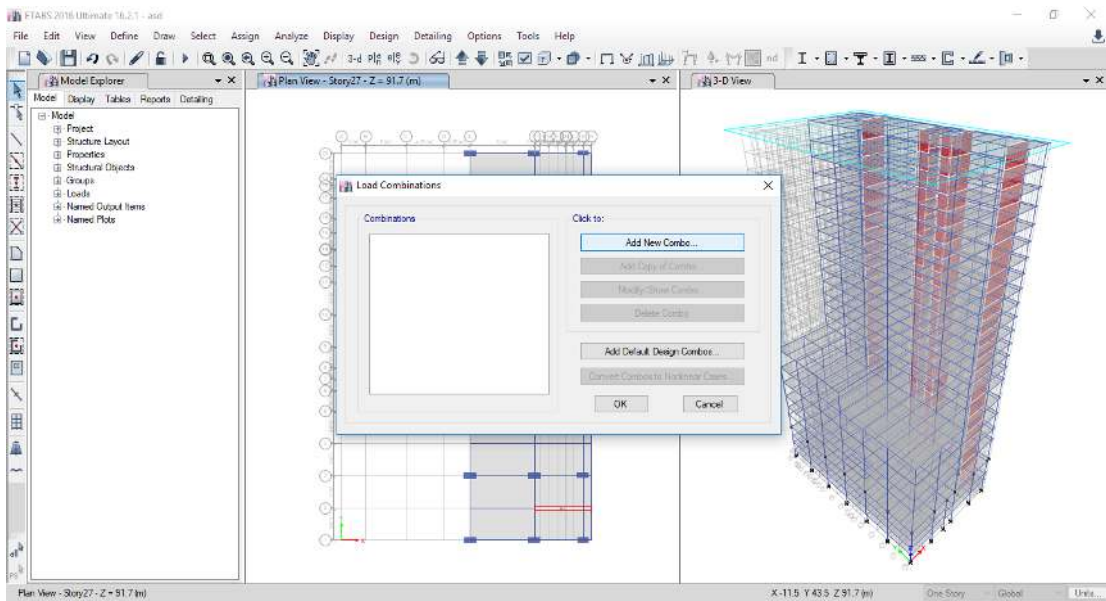 ETABS 2016 Ultimate 16.2.1 - asd
File Edit View Define Draw Select Assign Analyze Display Design Detailing Options Tools Help
3-d
nd
Model Explorer
Plan View - Story27 - Z = 91.7 (m)
3-D View
Model Display Tables Reports Detailing
Model
Project
Structure Layout
Properties
Structural Objects
Groups
Loads
Named Output Items
Named Plots
Load Combinations
Combinations
Click to:
Add New Combo...
Add Copy of Combo...
Modify/Show Combo...
Delete Combo
Add Default Design Combos...
Convert Combos to Nonlinear Cases...
OK Cancel
Plan View - Story27 - Z = 91.7 (m)
X -11.5 Y 43.5 Z 91.7 (m)
One Story
Global
Units...